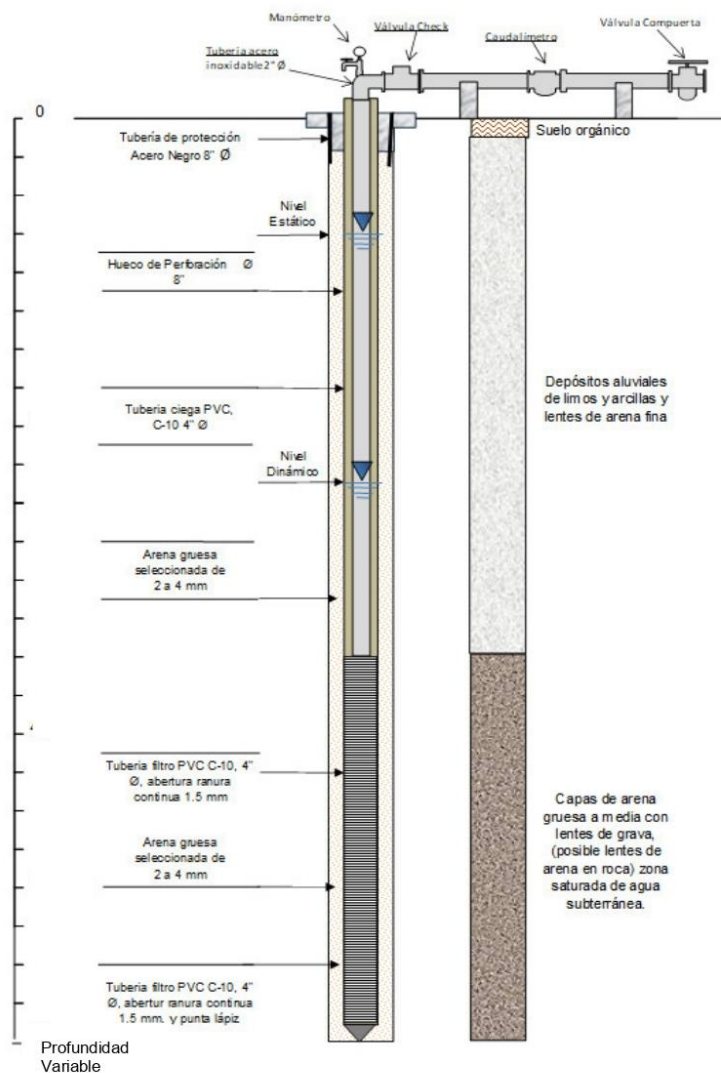 Manómetro
Válvula Check
Válvula Compuerta
Caudalímetro
Tubería acero
inoxidable2" Ø
0
Tubería de protección
Acero Negro 8" Ø
Suelo orgánico
Nivel
Estático
Hueco de Perforación Ø
8"
Depósitos aluviales
de limos y arcillas y
lentes de arena fina
Tuberia ciega PVC,
C-10 4" Ø
Nivel
Dinámico
Arena gruesa
seleccionada de
2 a 4 mm
Tuberia filtro PVC C-10, 4"
Ø, abertura ranura
continua 1.5 mm
Capas de arena
gruesa a media con
lentes de grava,
(posible lentes de
arena en roca) zona
saturada de agua
subterránea.
Arena gruesa
seleccionada de
2 a 4 mm
Tuberia filtro PVC C-10, 4"
Ø, abertur ranura continua
1.5 mm. y punta lápiz
Profundidad
Variable